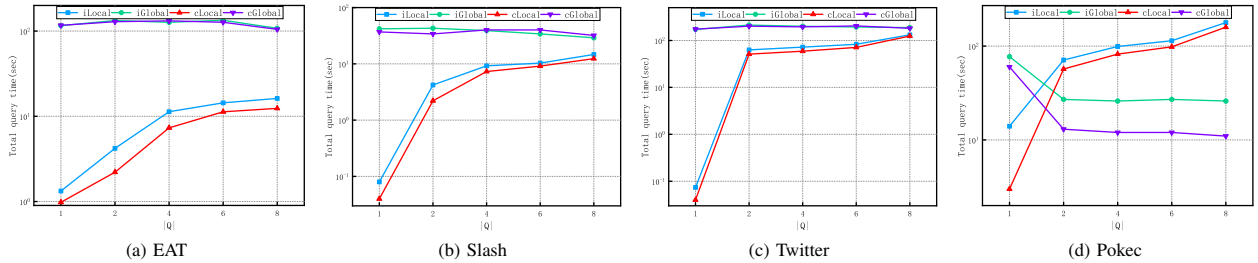 iLocal iGlobal cLocal cGlobal
Total query time(sec)
10^2
10^1
10^0
1 2 4 6 8
|Q|
(a) EAT
iLocal iGlobal cLocal cGlobal
Total query time(sec)
10^2
10^1
10^0
10^-1
1 2 4 6 8
|Q|
(b) Slash
iLocal iGlobal cLocal cGlobal
Total query time(sec)
10^2
10^1
10^0
10^-1
1 2 4 6 8
|Q|
(c) Twitter
iLocal iGlobal cLocal cGlobal
Total query time(sec)
10^2
10^1
1 2 4 6 8
|Q|
(d) Pokec